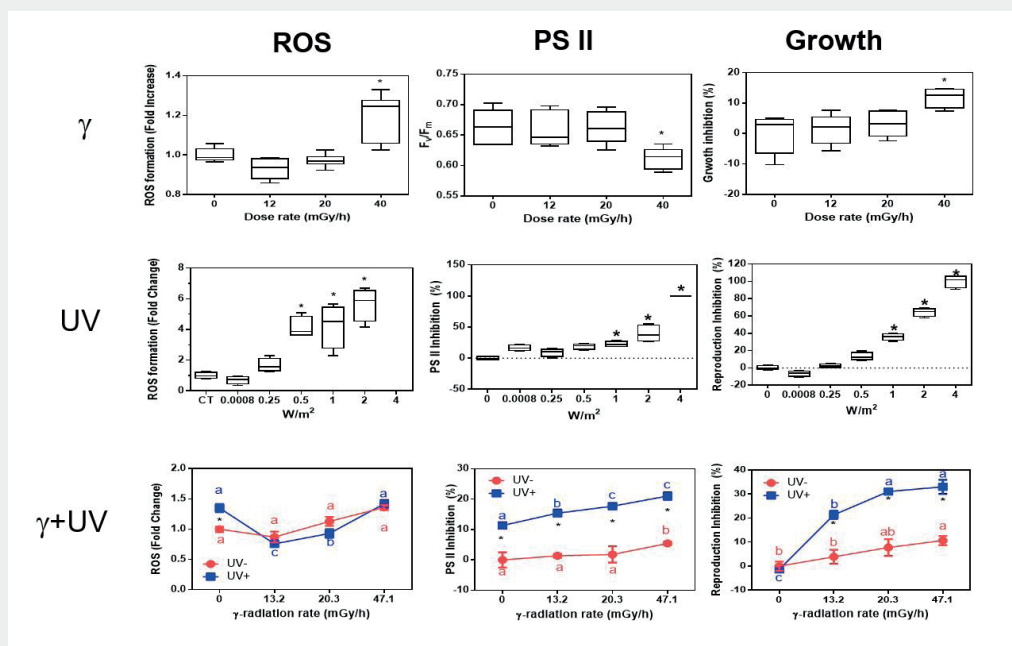 ROS
PS II
Growth
γ
ROS formation (Fold Increase)
1.4
1.2
1.0
0.8
*
0
12
20
40
Dose rate (mGy/h)
Fv/Fm
0.75
0.70
0.65
0.60
0.55
*
0
12
20
40
Dose rate (mGy/h)
Grwoth inhibtion (%)
20
10
0
-10
-20
*
0
12
20
40
Dose rate (mGy/h)
UV
ROS formation (Fold Change)
8
6
4
2
0
* * *
CT
0.0008
0.25
0.5
1
2
4
W/m²
PS II Inhibition (%)
150
100
50
0
-50
* * *
0
0.0008
0.25
0.5
1
2
4
W/m²
Reproduction Inhibition (%)
120
100
80
60
40
20
0
-20
* * *
0
0.0008
0.25
0.5
1
2
4
W/m²
γ+UV
ROS (Fold Change)
2.0
1.5
1.0
0.5
0.0
a
*
a
a
c
a
b
a
a
UV-
UV+
0
13.2
20.3
47.1
γ-radiation rate (mGy/h)
PS II Inhibition (%)
30
20
10
0
-10
UV-
UV+
a
*
a
b
*
a
c
*
a
c
*
b
0
13.2
20.3
47.1
γ-radiation rate (mGy/h)
Reproduction Inhibition (%)
40
30
20
10
0
-10
UV-
UV+
b
c
b
*
b
a
*
ab
a
*
a
0
13.2
20.3
47.1
γ-radiation rate (mGy/h)